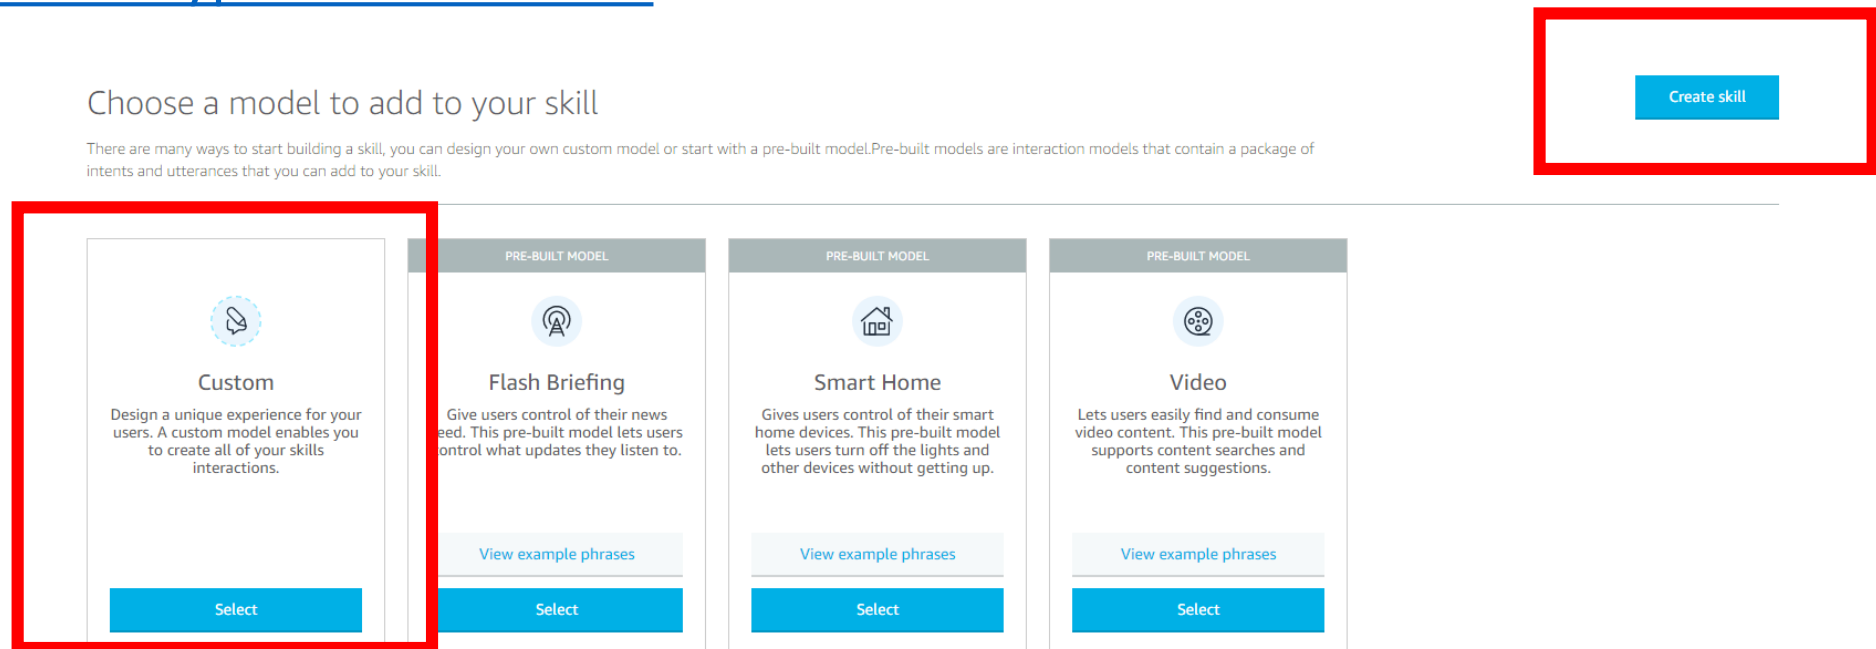 Choose a model to add to your skill
Create skill
There are many ways to start building a skill, you can design your own custom model or start with a pre-built model.Pre-built models are interaction models that contain a package of
intents and utterances that you can add to your skill.
Custom
Design a unique experience for your
users. A custom model enables you
to create all of your skills
interactions.
Select
PRE-BUILT MODEL
Flash Briefing
Give users control of their news
This pre-built model lets users
what updates they listen to.
View example phrases
Select
PRE-BUILT MODEL
Smart Home
Gives users control of their smart
home devices. This pre-built model
lets users turn off the lights and
other devices without getting up.
View example phrases
Select
PRE-BUILT MODEL
Video
Lets users easily find and consume
video content. This pre-built model
supports content searches and
content suggestions.
View example phrases
Select